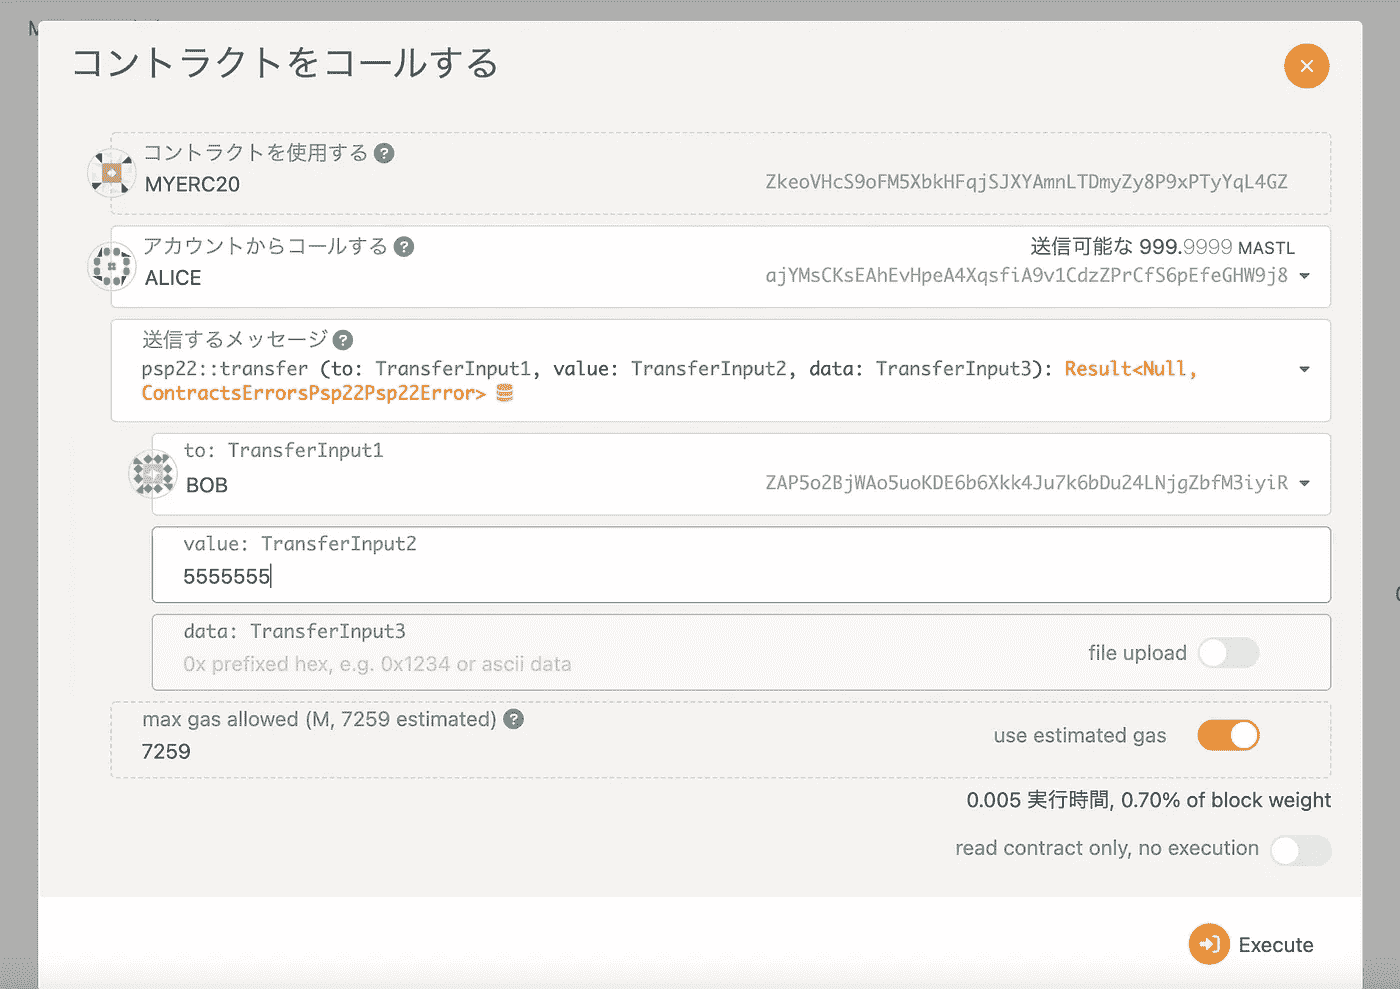 コントラクトをコールする
コントラクトを使用する
MYERC20
ZkeoVHcS9oFM5XbkHFqjSJXYAmnLTDmyZy8P9xPTyYqL4GZ
アカウントからコールする
送信可能な 999.9999 MASTL
ALICE
ajYMsCKsEAhEvHpeA4XqsfiA9v1CdzZPrCfS6pEfeGHW9j8
送信するメッセージ
psp22::transfer (to: TransferInput1, value: TransferInput2, data: TransferInput3): Result<Null,
ContractsErrorsPsp22Psp22Error>
to: TransferInput1
BOB
ZAP5o2BjWAo5uoKDE6b6Xkk4Ju7k6bDu24LNjgZbfM3iyiR
value: TransferInput2
5555555
data: TransferInput3
0x prefixed hex, e.g. 0x1234 or ascii data
file upload
max gas allowed (M, 7259 estimated)
7259
use estimated gas
0.005 実行時間, 0.70% of block weight
read contract only, no execution
Execute